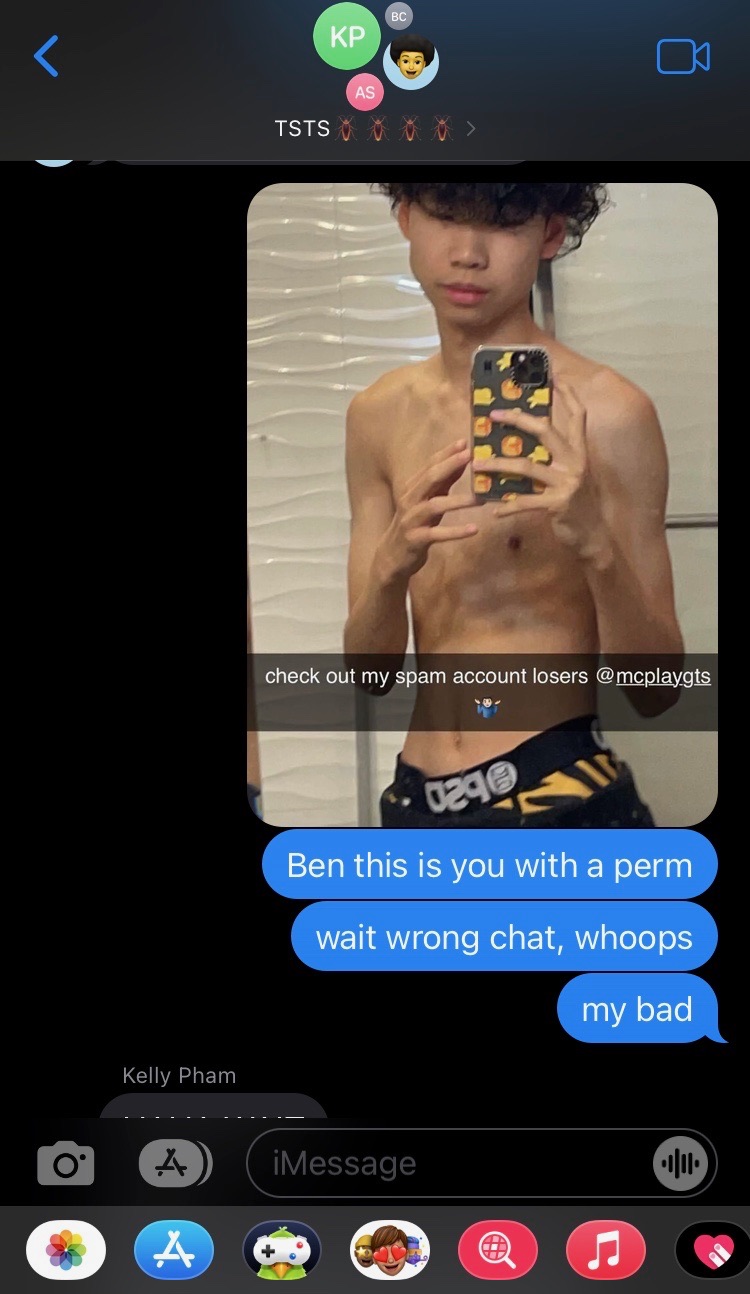 BC
KP
AS
TSTS🪳🪳🪳🪳
check out my spam account losers @mcplaygts
🤷🏻‍♂️
PSD
Ben this is you with a perm
wait wrong chat, whoops
my bad
Kelly Pham
iMessage